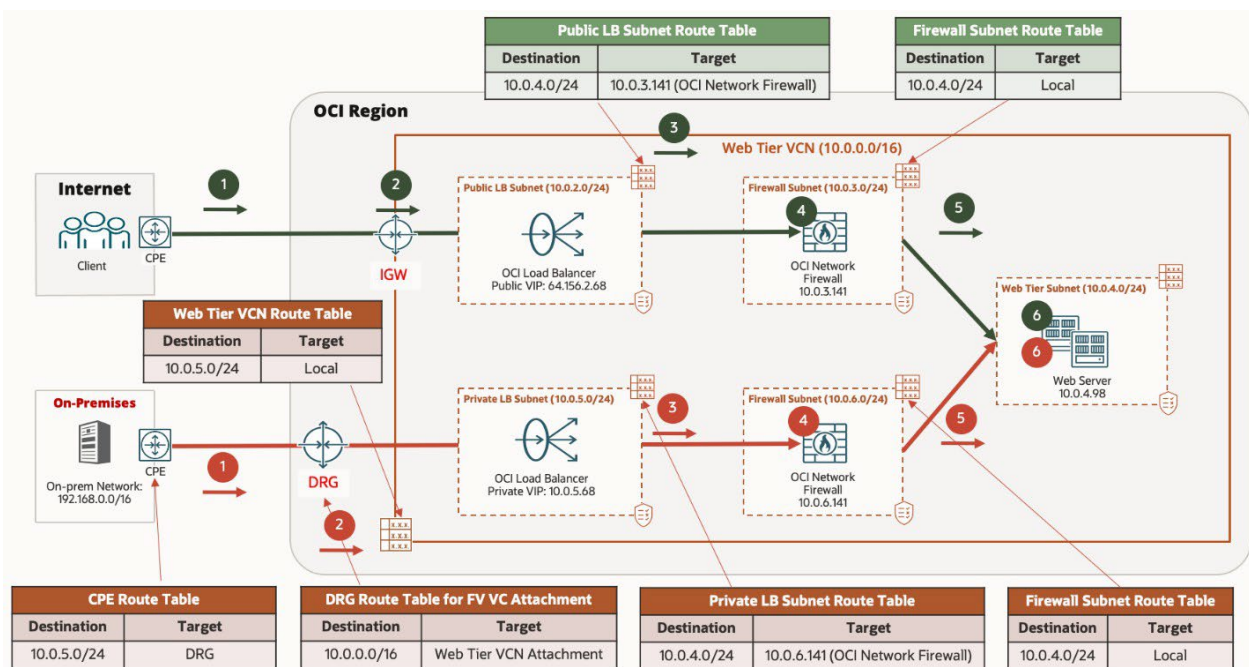 Public LB Subnet Route Table
Destination Target
10.0.4.0/24 10.0.3.141 (OCI Network Firewall)
Firewall Subnet Route Table
Destination Target
10.0.4.0/24 Local
OCI Region
3
Web Tier VCN (10.0.0.0/16)
Internet
Client
CPE
1
2
IGW
Public LB Subnet (10.0.2.0/24)
OCI Load Balancer
Public VIP: 64.156.2.68
Firewall Subnet (10.0.3.0/24)
4
OCI Network
Firewall
10.0.3.141
5
Web Tier Subnet (10.0.4.0/24)
6
6
Web Server
10.0.4.98
Web Tier VCN Route Table
Destination Target
10.0.5.0/24 Local
On-Premises
On-prem Network:
192.168.0.0/16
CPE
1
DRG
2
Private LB Subnet (10.0.5.0/24)
OCI Load Balancer
Private VIP: 10.0.5.68
3
Firewall Subnet (10.0.6.0/24)
4
OCI Network
Firewall
10.0.6.141
5
CPE Route Table
Destination Target
10.0.5.0/24 DRG
DRG Route Table for FV VC Attachment
Destination Target
10.0.0.0/16 Web Tier VCN Attachment
Private LB Subnet Route Table
Destination Target
10.0.4.0/24 10.0.6.141 (OCI Network Firewall)
Firewall Subnet Route Table
Destination Target
10.0.4.0/24 Local